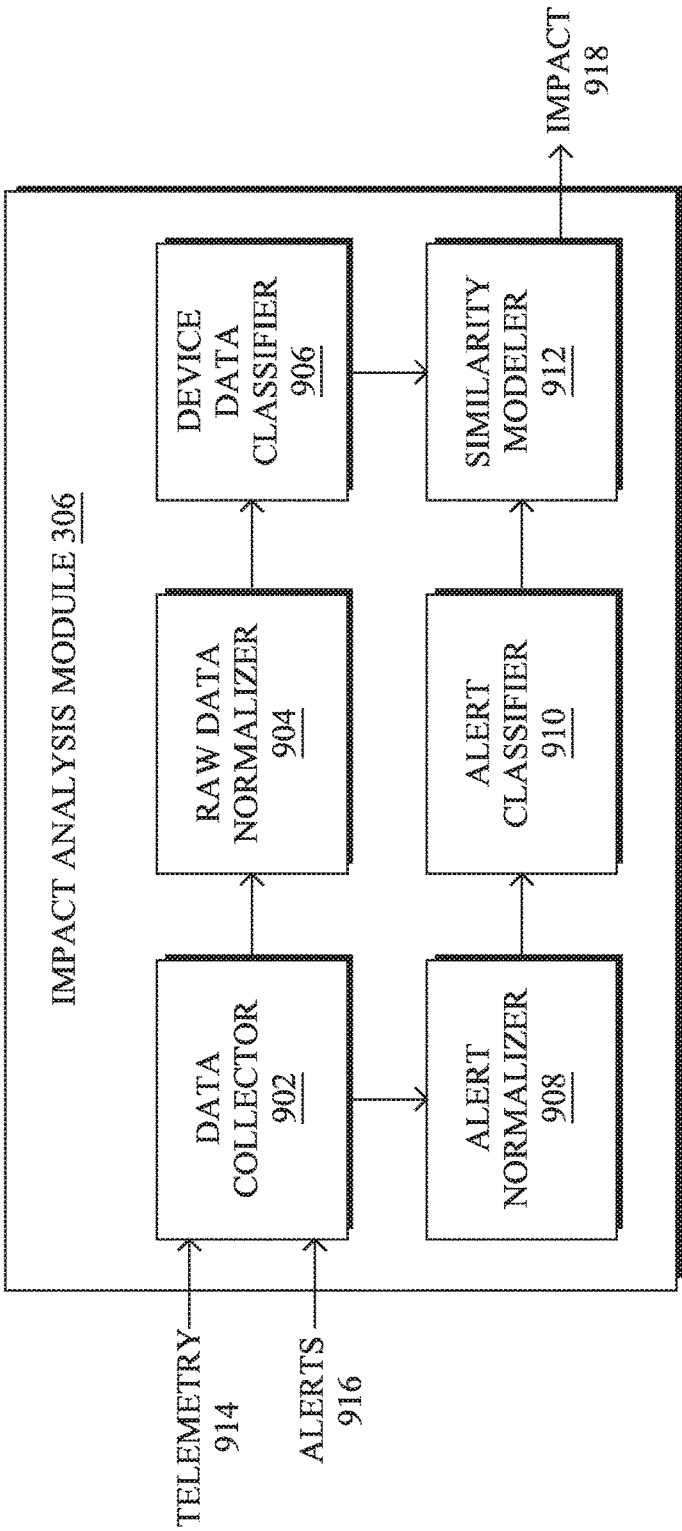 IMPACT ANALYSIS MODULE 306
TELEMETRY
914
ALERTS
916
DATA
COLLECTOR
902
RAW DATA
NORMALIZER
904
DEVICE
DATA
CLASSIFIER
906
ALERT
NORMALIZER
908
ALERT
CLASSIFIER
910
SIMILARITY
MODELER
912
IMPACT
918